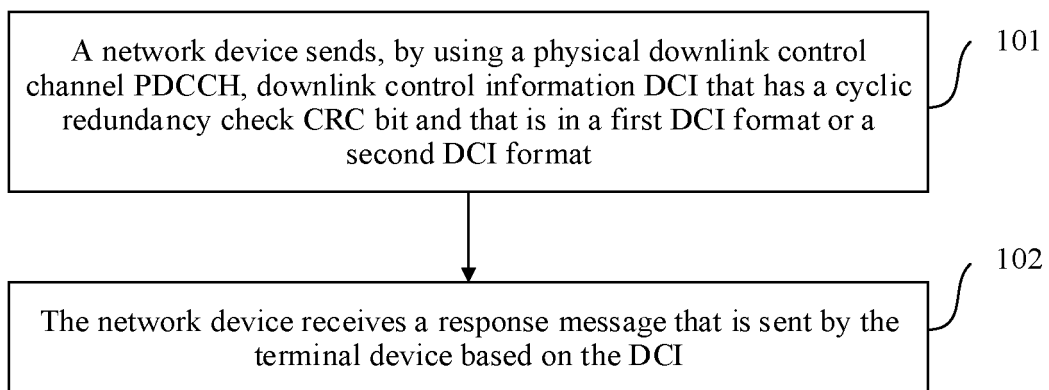 A network device sends, by using a physical downlink control
channel PDCCH, downlink control information DCI that has a cyclic
redundancy check CRC bit and that is in a first DCI format or a
second DCI format
101
The network device receives a response message that is sent by the
terminal device based on the DCI
102